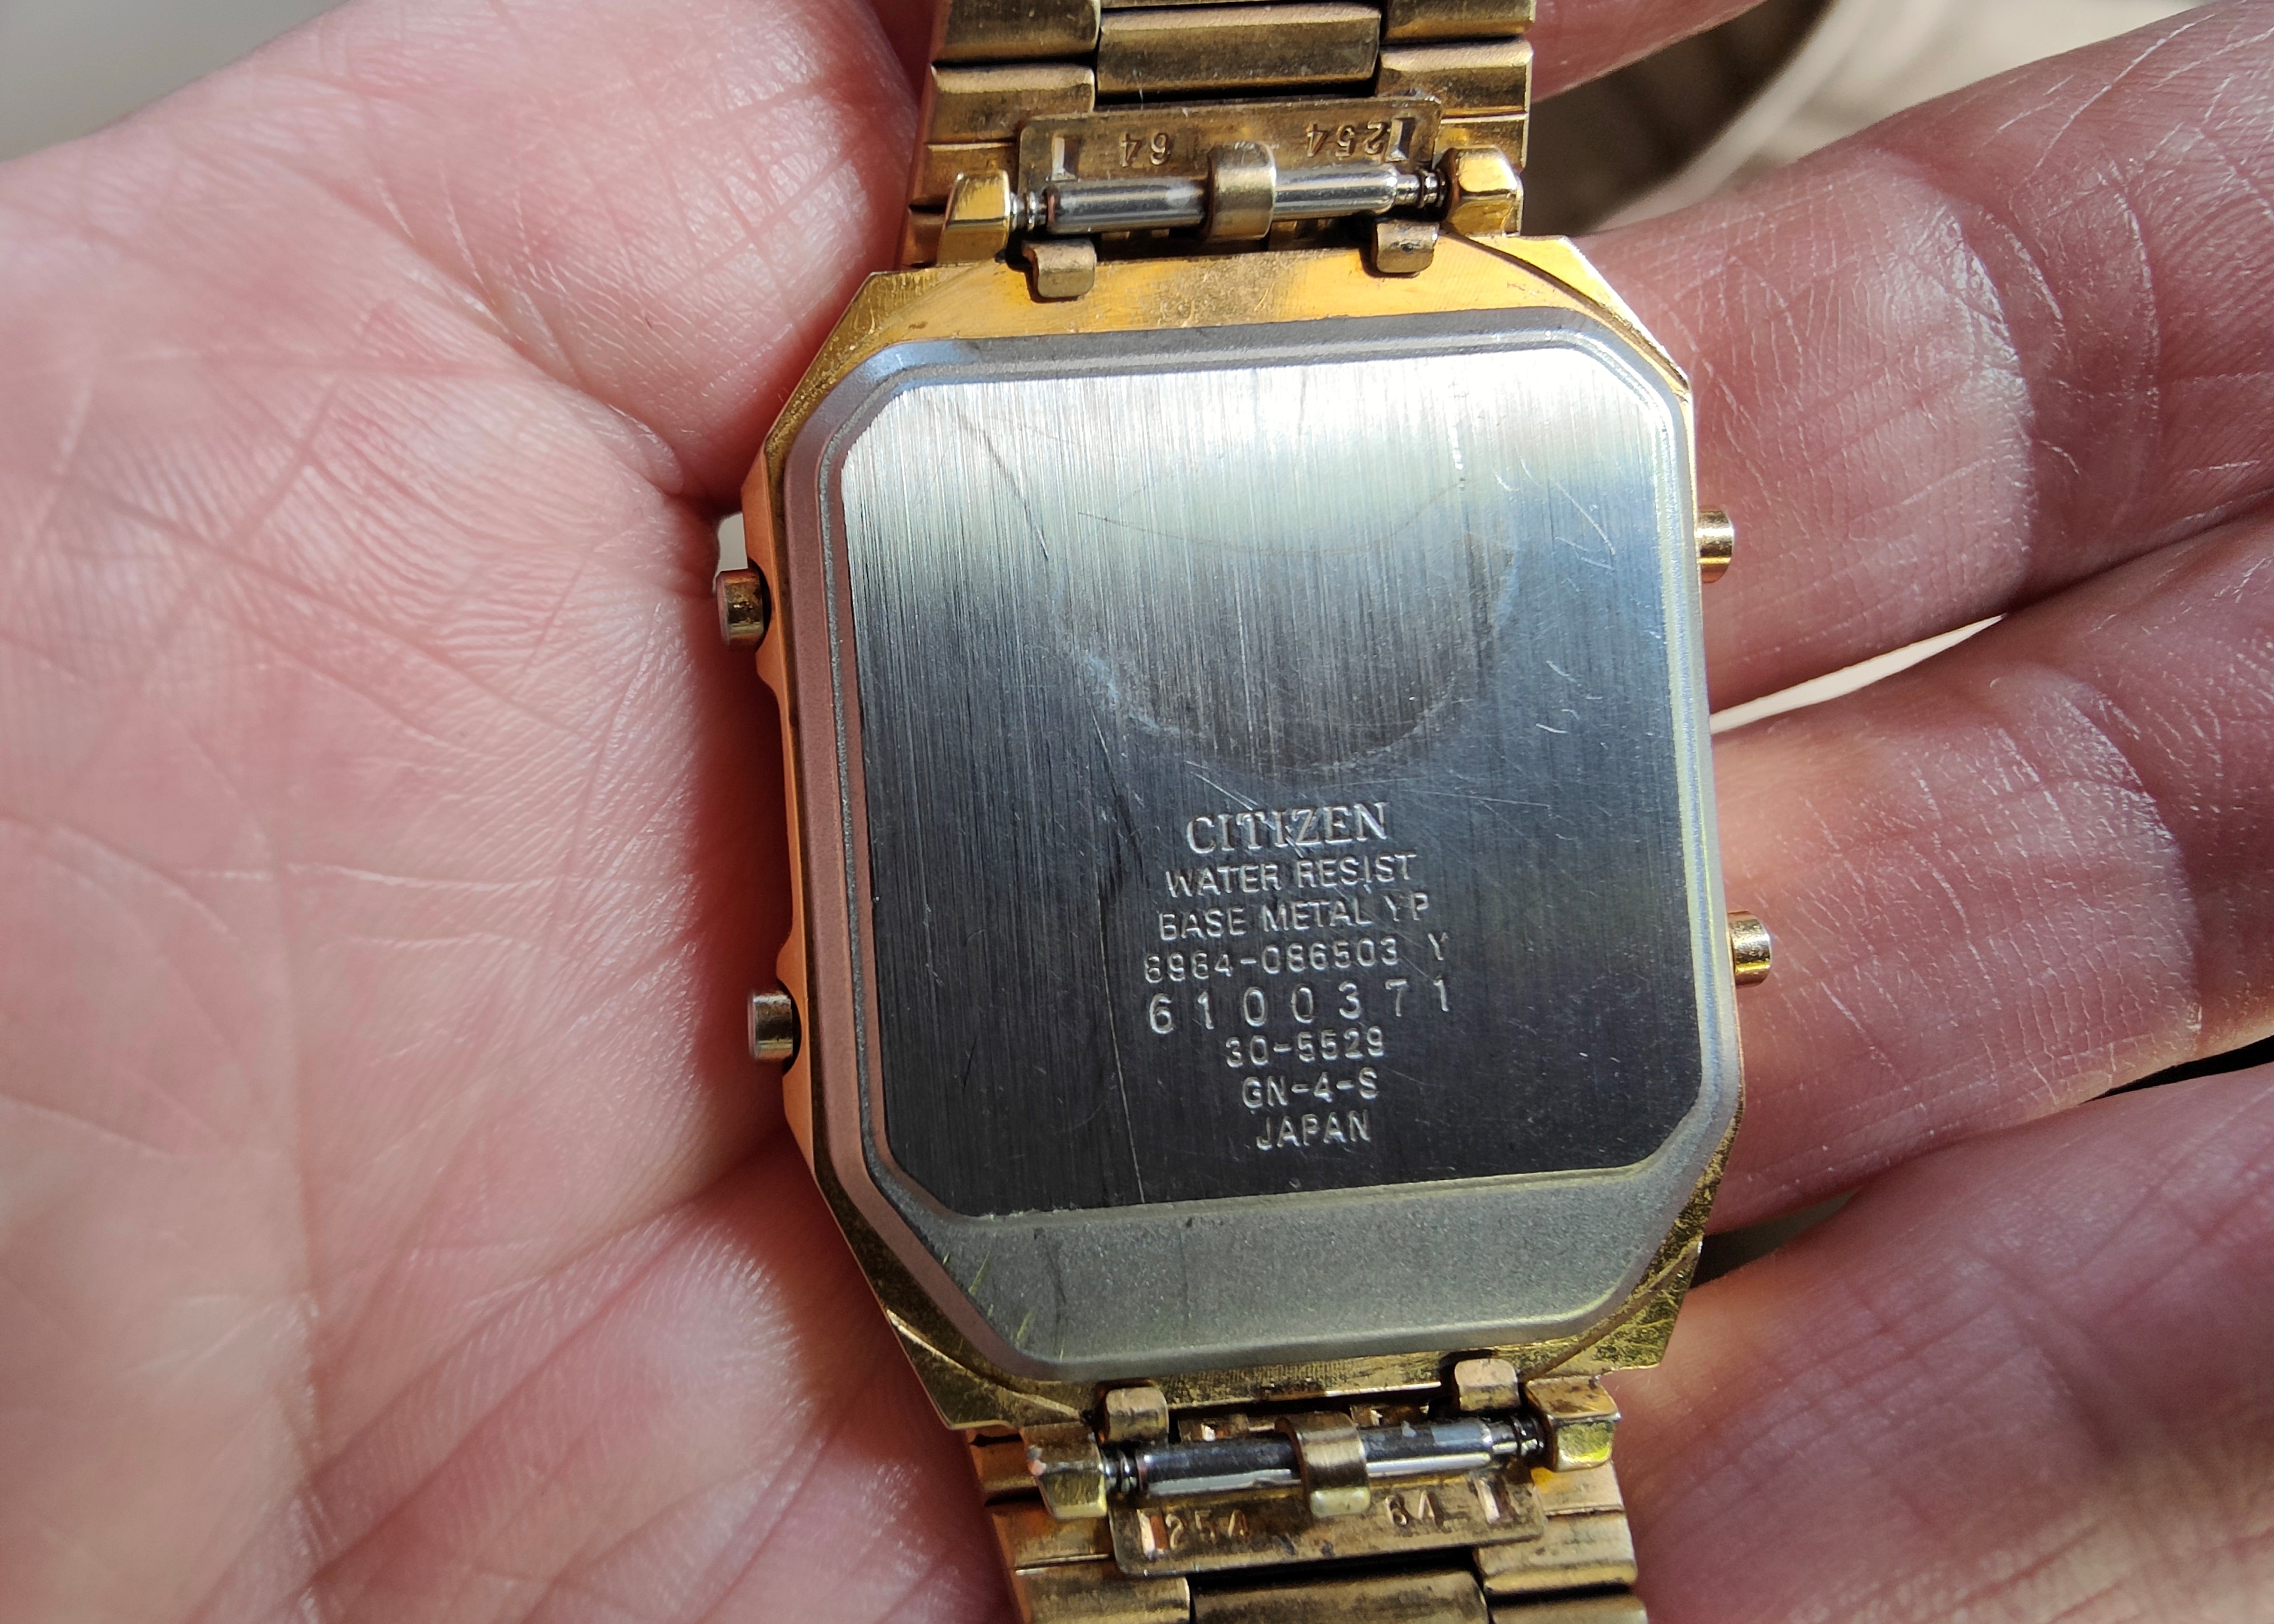 64 254
CITIZEN
WATER RESIST
BASE METAL YP
8984-086503 Y
6100371
30-5529
GN-4-S
JAPAN
254 64